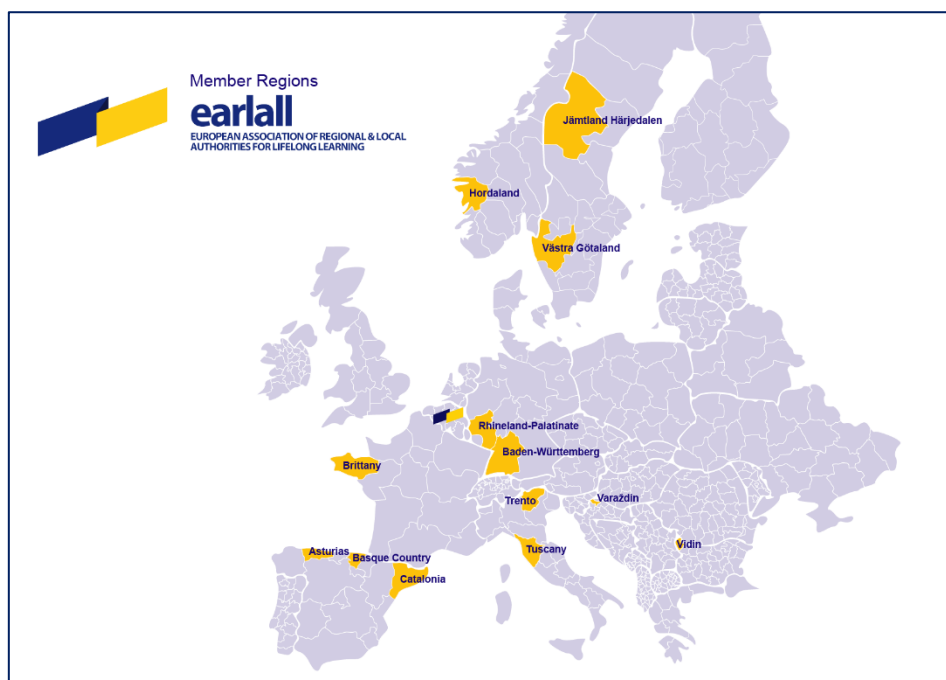 Member Regions
earlall
EUROPEAN ASSOCIATION OF REGIONAL & LOCAL
AUTHORITIES FOR LIFELONG LEARNING
Jämtland Härjedalen
Hordaland
Västra Götaland
Rhineland-Palatinate
Baden-Württemberg
Brittany
Trento
Varaždin
Tuscany
Vidin
Asturias
Basque Country
Catalonia